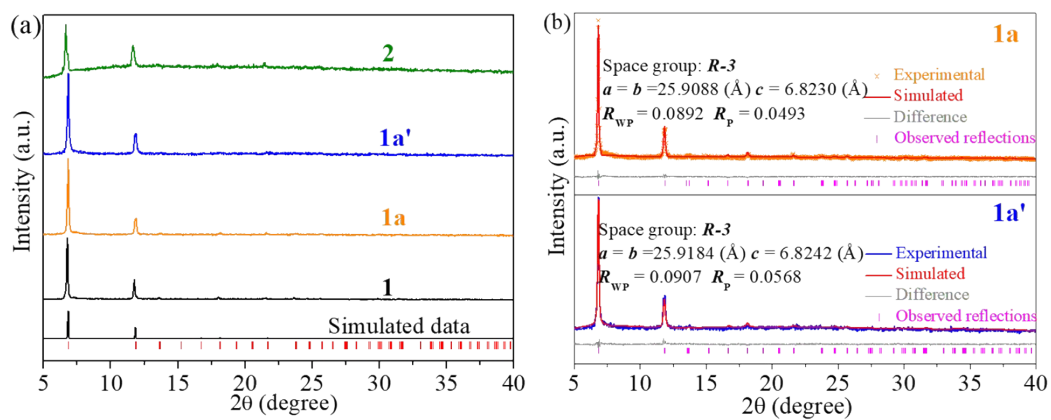 (a)
Intensity (a.u.)
2
1a'
1a
1
Simulated data
5 10 15 20 25 30 35 40
2θ (degree)
(b)
Intensity (a.u.)
1a
Space group: R-3
a = b =25.9088 (Å) c = 6.8230 (Å)
RWP = 0.0892 RP = 0.0493
Experimental
Simulated
Difference
Observed reflections
1a'
Space group: R-3
a = b =25.9184 (Å) c = 6.8242 (Å)
RWP = 0.0907 RP = 0.0568
Experimental
Simulated
Difference
Observed reflections
5 10 15 20 25 30 35 40
2θ (degree)